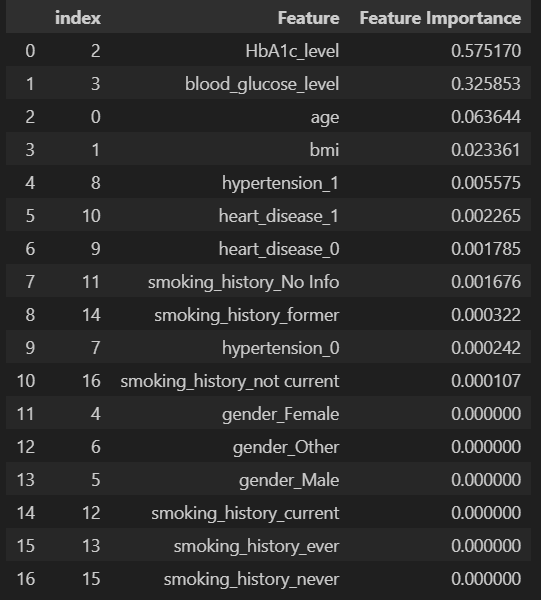 index Feature Feature Importance
0 2 HbA1c_level 0.575170
1 3 blood_glucose_level 0.325853
2 0 age 0.063644
3 1 bmi 0.023361
4 8 hypertension_1 0.005575
5 10 heart_disease_1 0.002265
6 9 heart_disease_0 0.001785
7 11 smoking_history_No Info 0.001676
8 14 smoking_history_former 0.000322
9 7 hypertension_0 0.000242
10 16 smoking_history_not current 0.000107
11 4 gender_Female 0.000000
12 6 gender_Other 0.000000
13 5 gender_Male 0.000000
14 12 smoking_history_current 0.000000
15 13 smoking_history_ever 0.000000
16 15 smoking_history_never 0.000000